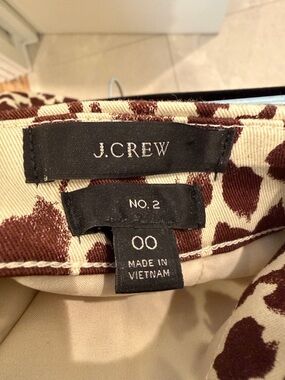 J.CREW
NO. 2
00
MADE IN
VIETNAM